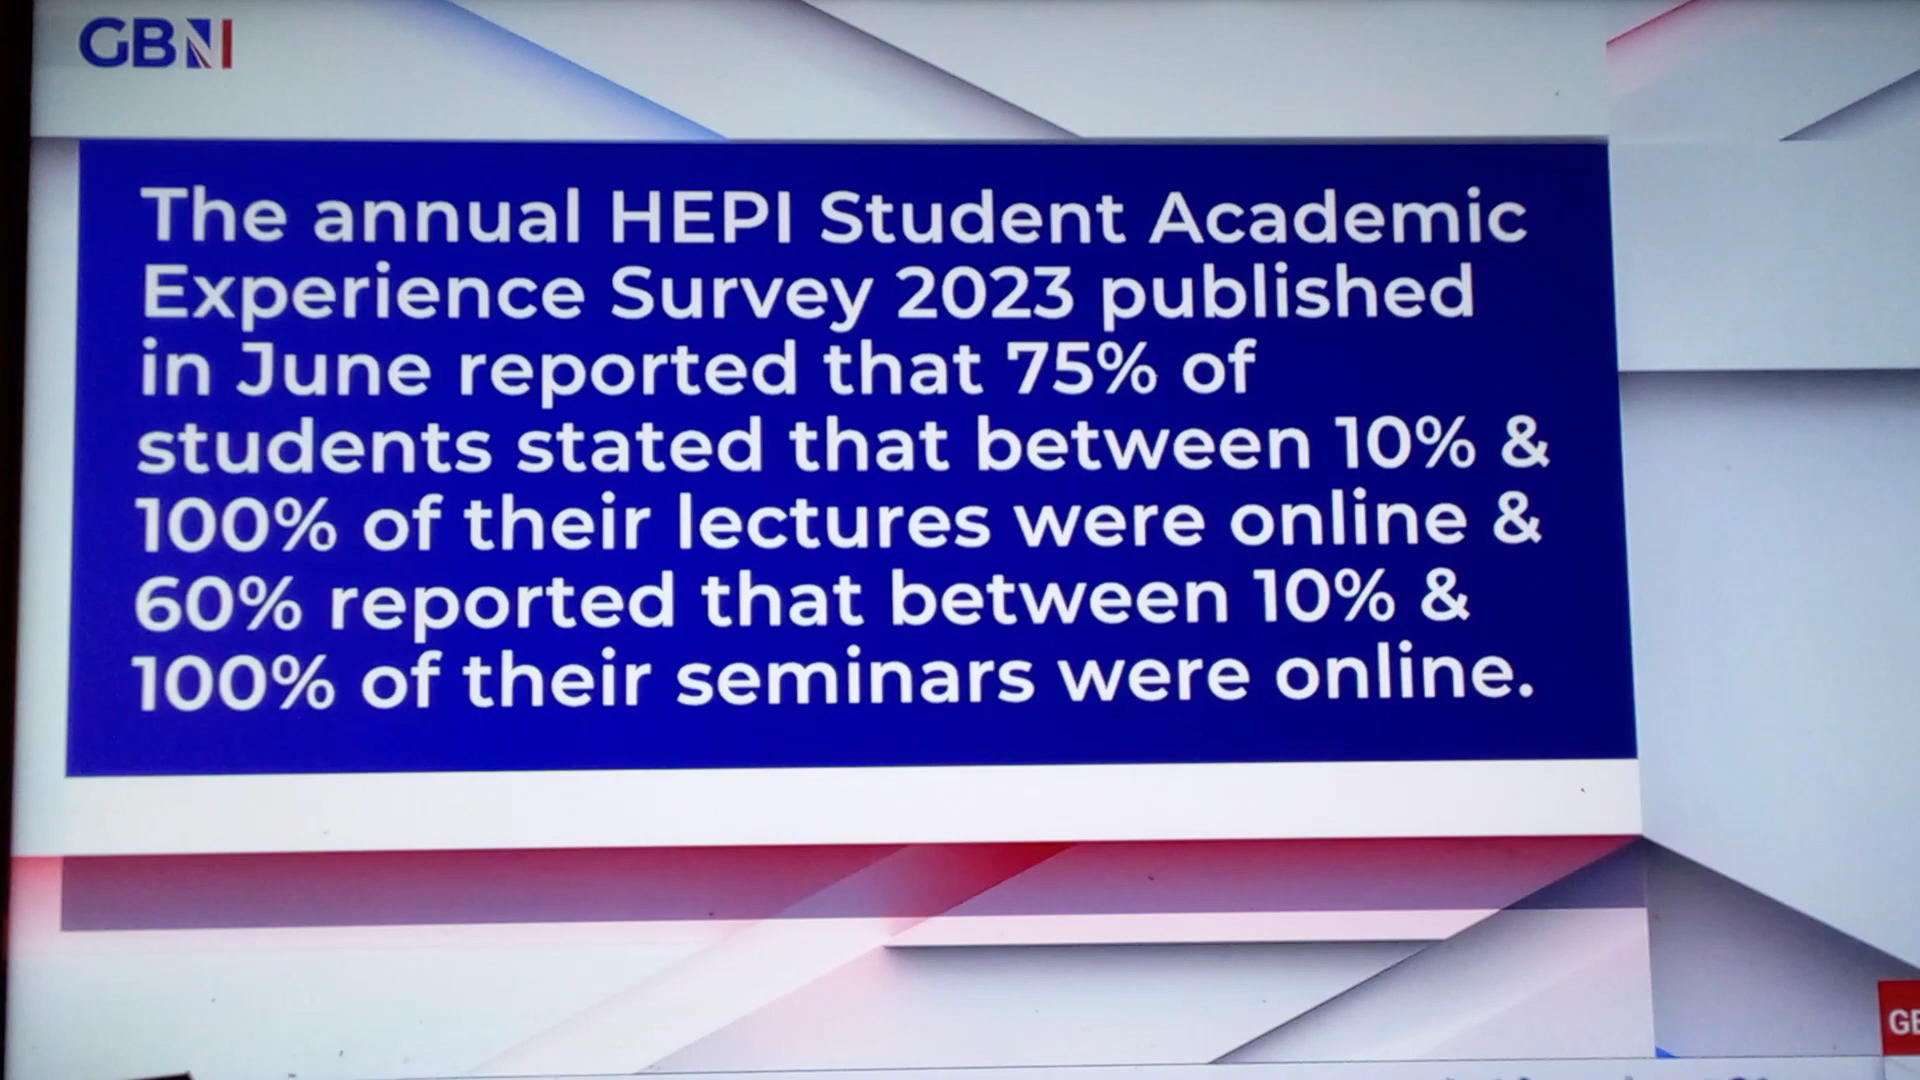 GBN
The annual HEPI Student Academic
Experience Survey 2023 published
in June reported that 75% of
students stated that between 10% &
100% of their lectures were online &
60% reported that between 10% &
100% of their seminars were online.
GB